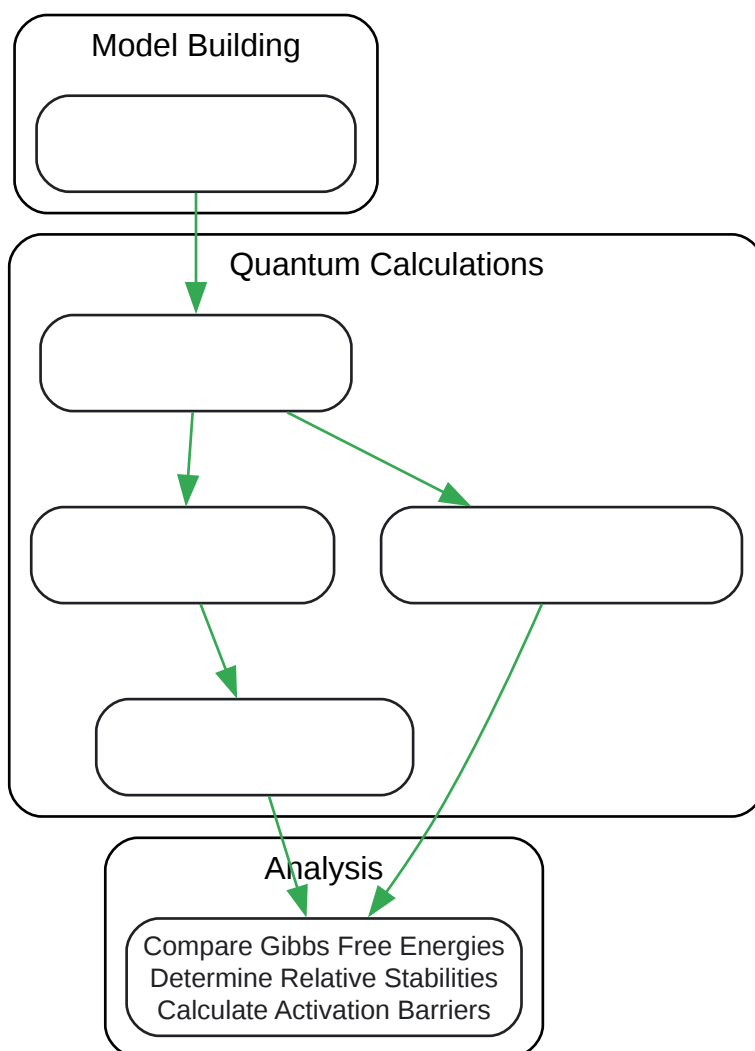 Model Building
Quantum Calculations
Analysis
Compare Gibbs Free Energies
Determine Relative Stabilities
Calculate Activation Barriers